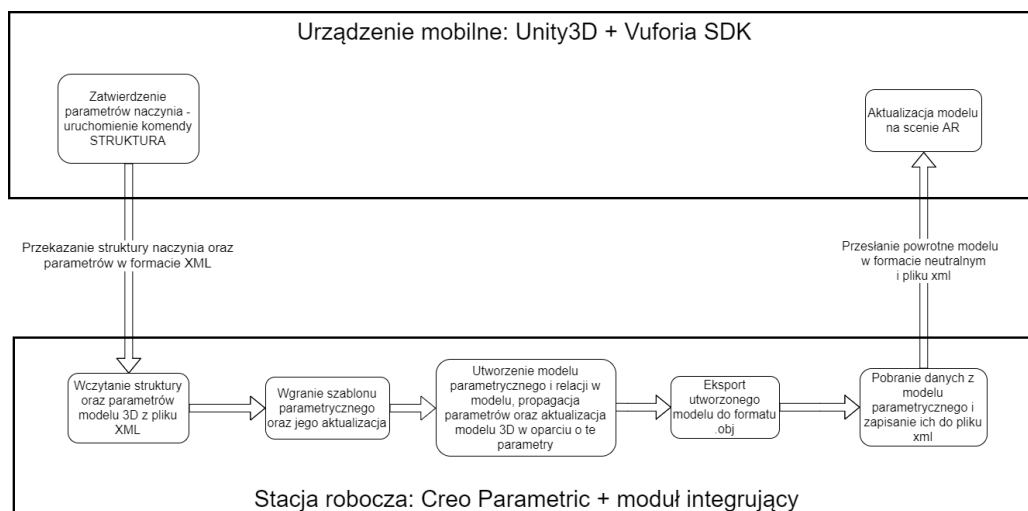 Urządzenie mobilne: Unity3D + Vuforia SDK
Zatwierdzenie
parametrów naczynia -
uruchomienie komendy
STRUKTURA
Aktualizacja modelu
na scenie AR
Przekazanie struktury naczynia oraz
parametrów w formacie XML
Przesłanie powrotne modelu
w formacie neutralnym
i pliku xml
Wczytanie struktury
oraz parametrów
modelu 3D z pliku
XML
Wgranie szablonu
parametrycznego
oraz jego aktualizacja
Utworzenie modelu
parametrycznego i relacji w
modelu, propagacja
parametrów oraz aktualizacja
modelu 3D w oparciu o te
parametry
Eksport
utworzonego
modelu do formatu
.obj
Pobranie danych z
modelu
parametrycznego i
zapisanie ich do pliku
xml
Stacja robocza: Creo Parametric + moduł integrujący